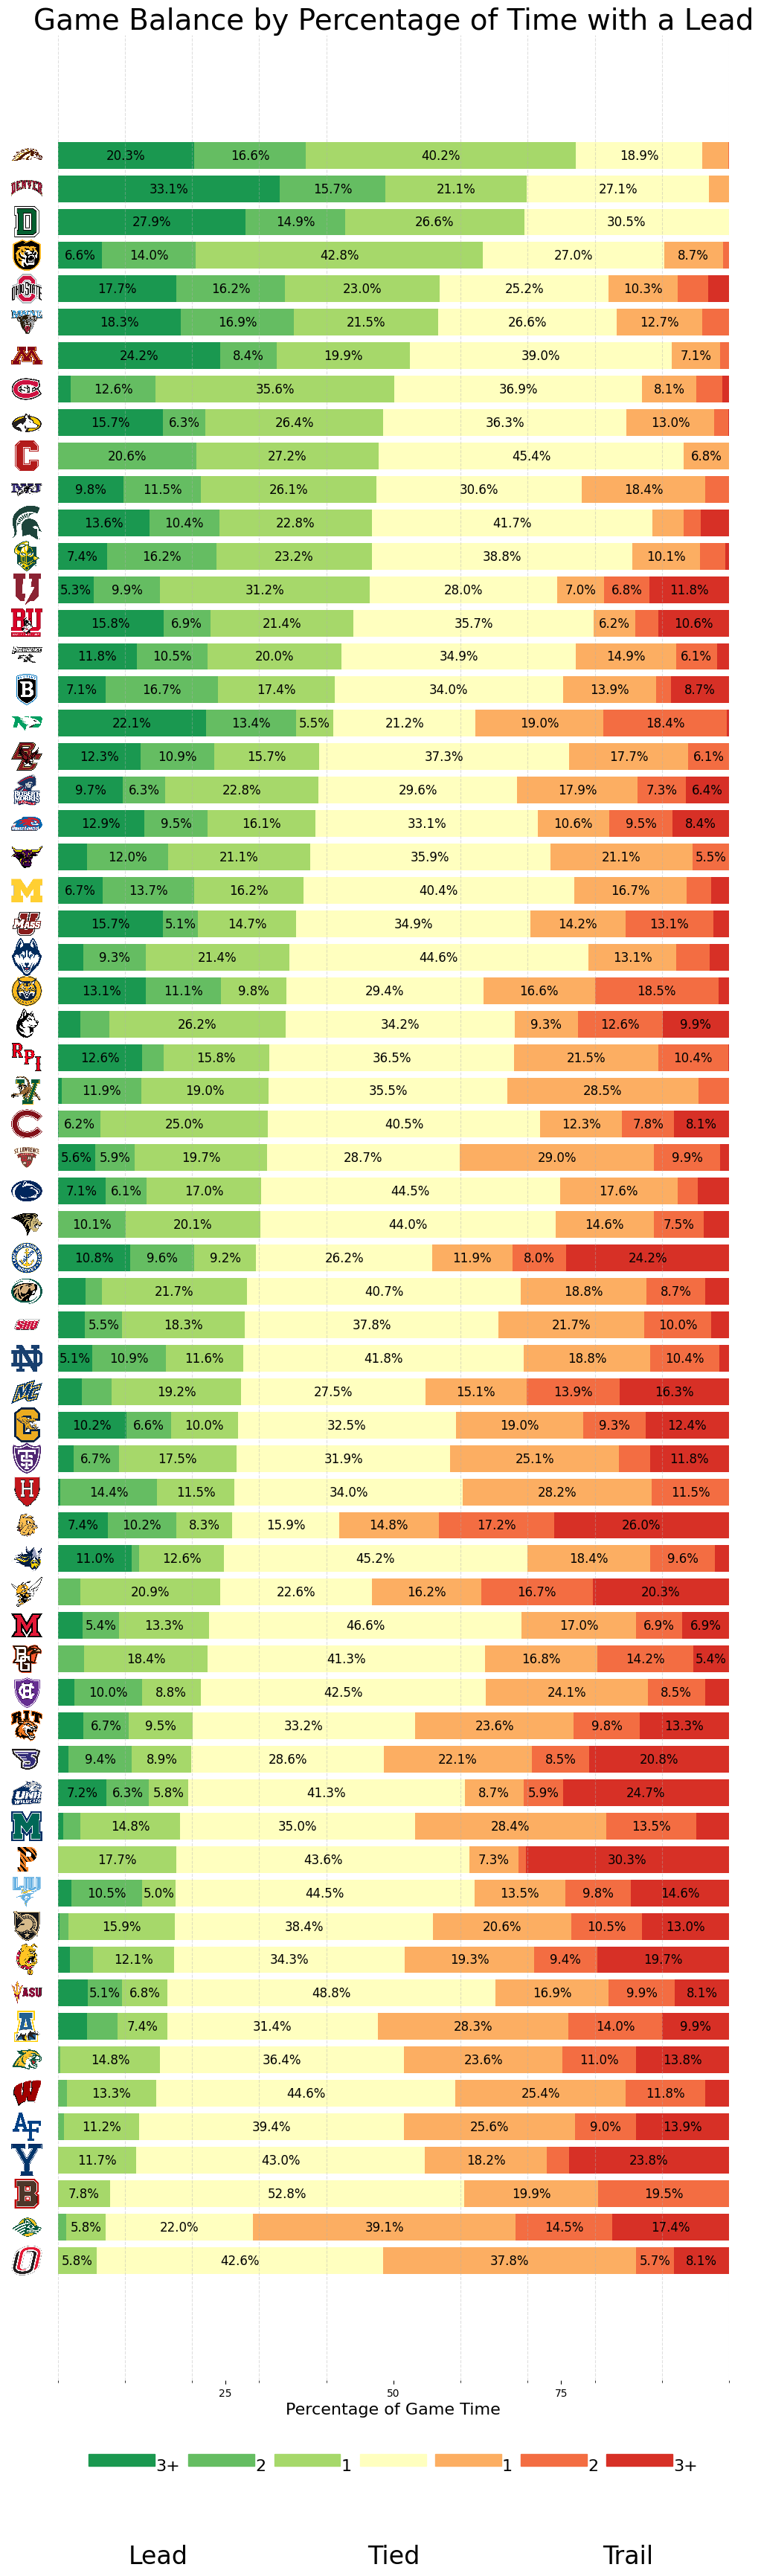 Game Balance by Percentage of Time with a Lead
20.3% 16.6% 40.2% 18.9%
DENVER 33.1% 15.7% 21.1% 27.1%
D 27.9% 14.9% 26.6% 30.5%
6.6% 14.0% 42.8% 27.0% 8.7%
OHIO STATE 17.7% 16.2% 23.0% 25.2% 10.3%
18.3% 16.9% 21.5% 26.6% 12.7%
M 24.2% 8.4% 19.9% 39.0% 7.1%
12.6% 35.6% 36.9% 8.1%
15.7% 6.3% 26.4% 36.3% 13.0%
C 20.6% 27.2% 45.4% 6.8%
9.8% 11.5% 26.1% 30.6% 18.4%
13.6% 10.4% 22.8% 41.7%
7.4% 16.2% 23.2% 38.8% 10.1%
U 5.3% 9.9% 31.2% 28.0% 7.0% 6.8% 11.8%
BU 15.8% 6.9% 21.4% 35.7% 6.2% 10.6%
11.8% 10.5% 20.0% 34.9% 14.9% 6.1%
B 7.1% 16.7% 17.4% 34.0% 13.9% 8.7%
22.1% 13.4% 5.5% 21.2% 19.0% 18.4%
12.3% 10.9% 15.7% 37.3% 17.7% 6.1%
ROBERT MORRIS 9.7% 6.3% 22.8% 29.6% 17.9% 7.3% 6.4%
12.9% 9.5% 16.1% 33.1% 10.6% 9.5% 8.4%
12.0% 21.1% 35.9% 21.1% 5.5%
M 6.7% 13.7% 16.2% 40.4% 16.7%
MASS 15.7% 5.1% 14.7% 34.9% 14.2% 13.1%
9.3% 21.4% 44.6% 13.1%
13.1% 11.1% 9.8% 29.4% 16.6% 18.5%
26.2% 34.2% 9.3% 12.6% 9.9%
RPI 12.6% 15.8% 36.5% 21.5% 10.4%
V 11.9% 19.0% 35.5% 28.5%
C 6.2% 25.0% 40.5% 12.3% 7.8% 8.1%
ST LAWRENCE 5.6% 5.9% 19.7% 28.7% 29.0% 9.9%
7.1% 6.1% 17.0% 44.5% 17.6%
10.1% 20.1% 44.0% 14.6% 7.5%
10.8% 9.6% 9.2% 26.2% 11.9% 8.0% 24.2%
21.7% 40.7% 18.8% 8.7%
SHU 5.5% 18.3% 37.8% 21.7% 10.0%
ND 5.1% 10.9% 11.6% 41.8% 18.8% 10.4%
MC 19.2% 27.5% 15.1% 13.9% 16.3%
C 10.2% 6.6% 10.0% 32.5% 19.0% 9.3% 12.4%
6.7% 17.5% 31.9% 25.1% 11.8%
H 14.4% 11.5% 34.0% 28.2% 11.5%
7.4% 10.2% 8.3% 15.9% 14.8% 17.2% 26.0%
11.0% 12.6% 45.2% 18.4% 9.6%
20.9% 22.6% 16.2% 16.7% 20.3%
M 5.4% 13.3% 46.6% 17.0% 6.9% 6.9%
BG 18.4% 41.3% 16.8% 14.2% 5.4%
10.0% 8.8% 42.5% 24.1% 8.5%
RIT 6.7% 9.5% 33.2% 23.6% 9.8% 13.3%
S 9.4% 8.9% 28.6% 22.1% 8.5% 20.8%
UNH WILDCATS 7.2% 6.3% 5.8% 41.3% 8.7% 5.9% 24.7%
M 14.8% 35.0% 28.4% 13.5%
P 17.7% 43.6% 7.3% 30.3%
LIU 10.5% 5.0% 44.5% 13.5% 9.8% 14.6%
15.9% 38.4% 20.6% 10.5% 13.0%
12.1% 34.3% 19.3% 9.4% 19.7%
ASU 5.1% 6.8% 48.8% 16.9% 9.9% 8.1%
A 7.4% 31.4% 28.3% 14.0% 9.9%
14.8% 36.4% 23.6% 11.0% 13.8%
W 13.3% 44.6% 25.4% 11.8%
AF 11.2% 39.4% 25.6% 9.0% 13.9%
Y 11.7% 43.0% 18.2% 23.8%
B 7.8% 52.8% 19.9% 19.5%
5.8% 22.0% 39.1% 14.5% 17.4%
O 5.8% 42.6% 37.8% 5.7% 8.1%
25 50 75
Percentage of Game Time
3+ 2 1 1 2 3+
Lead Tied Trail